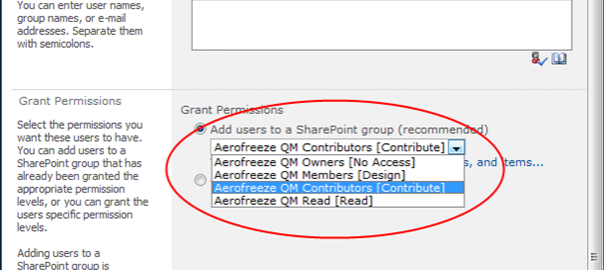 You can enter user names,
group names, or e-mail
addresses. Separate them
with semicolons.
Grant Permissions
Select the permissions you
want these users to have.
You can add users to a
SharePoint group that has
already been granted the
appropriate permission
levels, or you can grant the
users specific permission
levels.
Adding users to a
SharePoint group is
Grant Permissions
Add users to a SharePoint group (recommended)
Aerofreeze QM Contributors [Contribute]
Aerofreeze QM Owners [No Access]
s, and items...
Aerofreeze QM Members [Design]
Aerofreeze QM Contributors [Contribute]
Aerofreeze QM Read [Read]